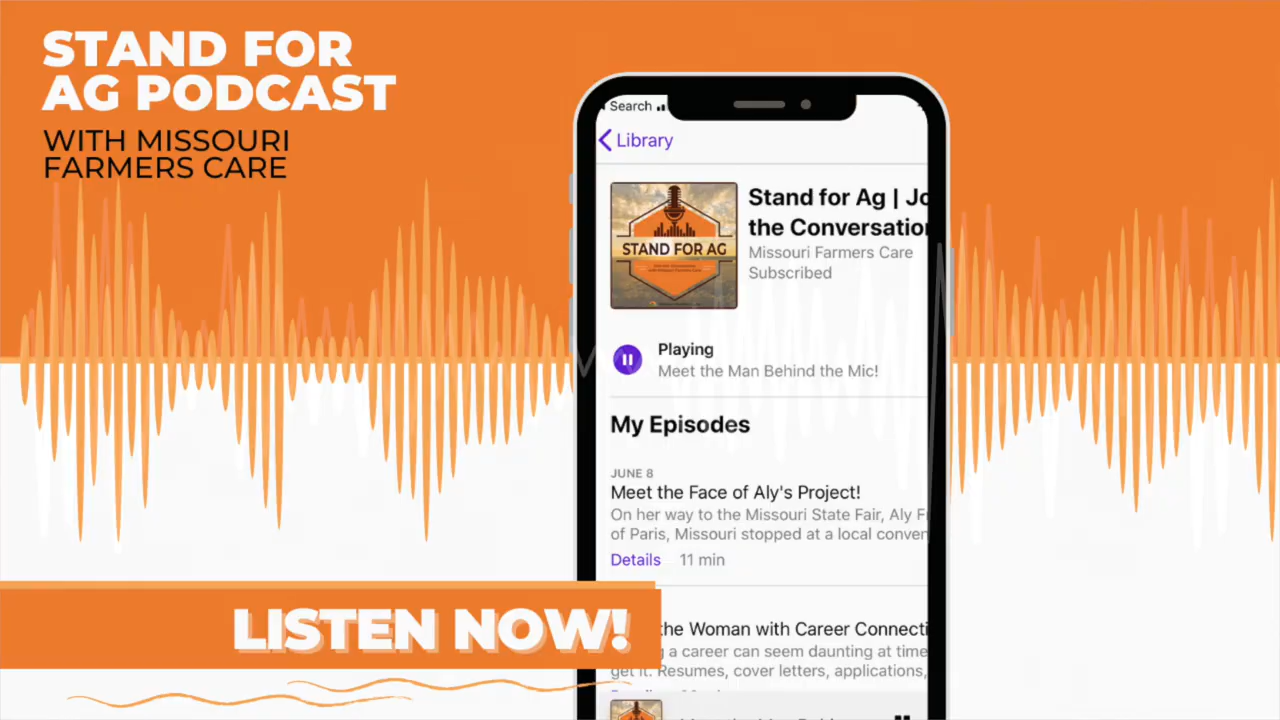 STAND FOR
AG PODCAST
WITH MISSOURI
FARMERS CARE
Search
Library
STAND FOR AG
Stand for Ag | Jo
the Conversation
Missouri Farmers Care
Subscribed
Playing
Meet the Man Behind the Mic!
My Episodes
JUNE 8
Meet the Face of Aly's Project!
On her way to the Missouri State Fair, Aly F
of Paris, Missouri stopped at a local conven
Details 11 min
the Woman with Career Connecti
a career can seem daunting at time
get it. Resumes, cover letters, applications,
LISTEN NOW!